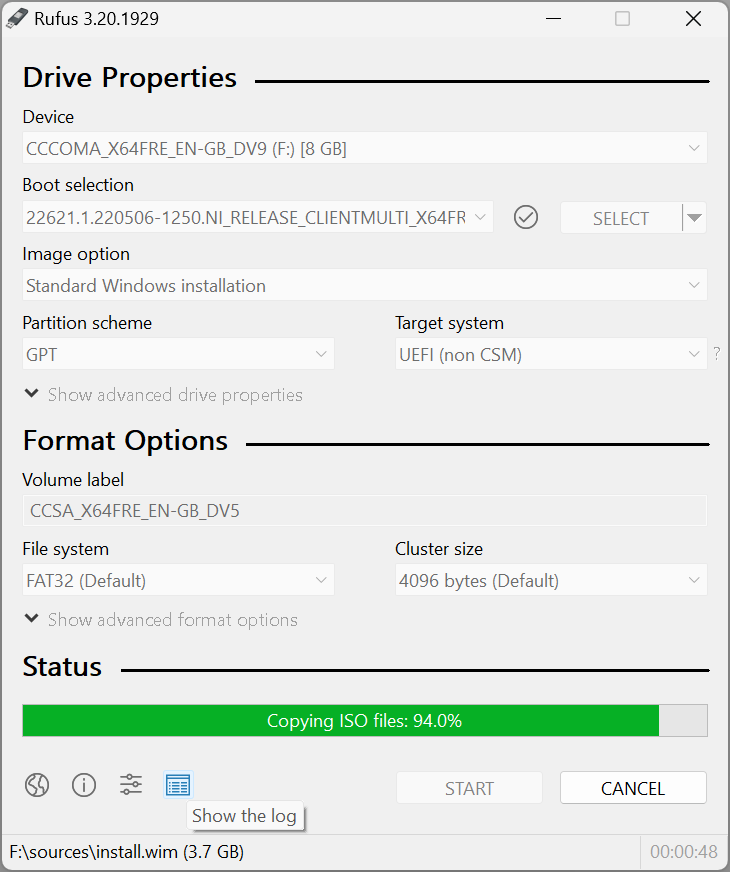 Rufus 3.20.1929
Drive Properties
Device
CCCOMA_X64FRE_EN-GB_DV9 (F:) [8 GB]
Boot selection
22621.1.220506-1250.NI_RELEASE_CLIENTMULTI_X64FR
SELECT
Image option
Standard Windows installation
Partition scheme
Target system
GPT
UEFI (non CSM)
?
Show advanced drive properties
Format Options
Volume label
CCSA_X64FRE_EN-GB_DV5
File system
Cluster size
FAT32 (Default)
4096 bytes (Default)
Show advanced format options
Status
Copying ISO files: 94.0%
START
CANCEL
Show the log
F:\sources\install.wim (3.7 GB)
00:00:48